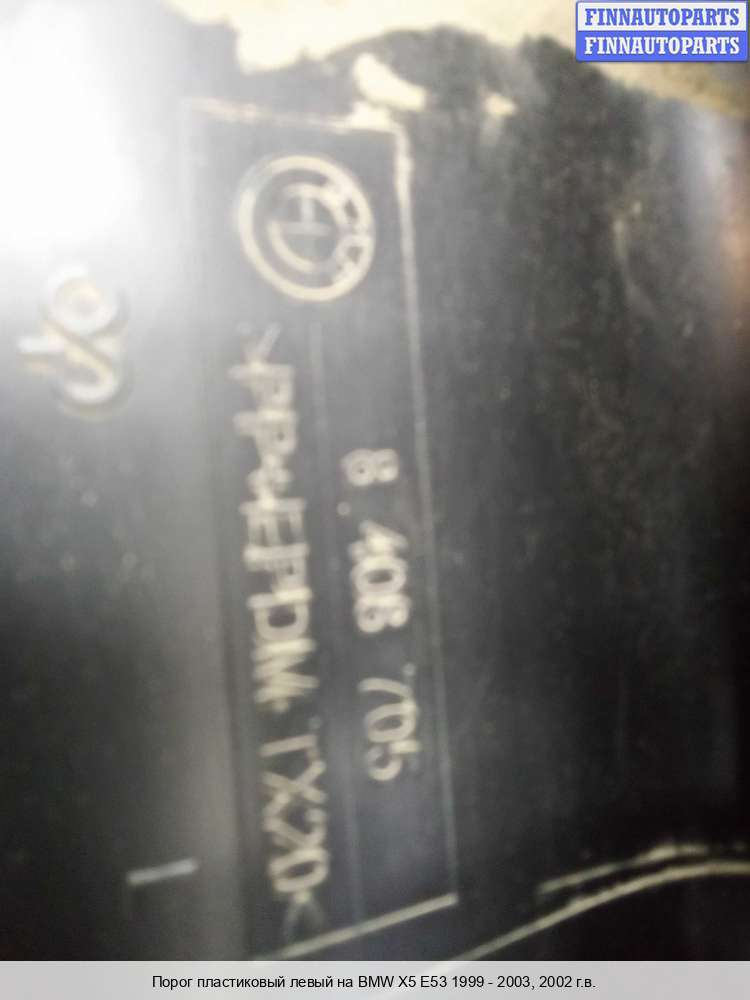 FINNAUTOPARTS
FINNAUTOPARTS
8 408 705
>PP+EPDM TX20<
Порог пластиковый левый на BMW X5 E53 1999 - 2003, 2002 г.в.